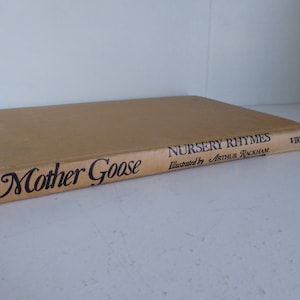 Mother Goose
NURSERY RHYMES
Illustrated by ARTHUR RACKHAM